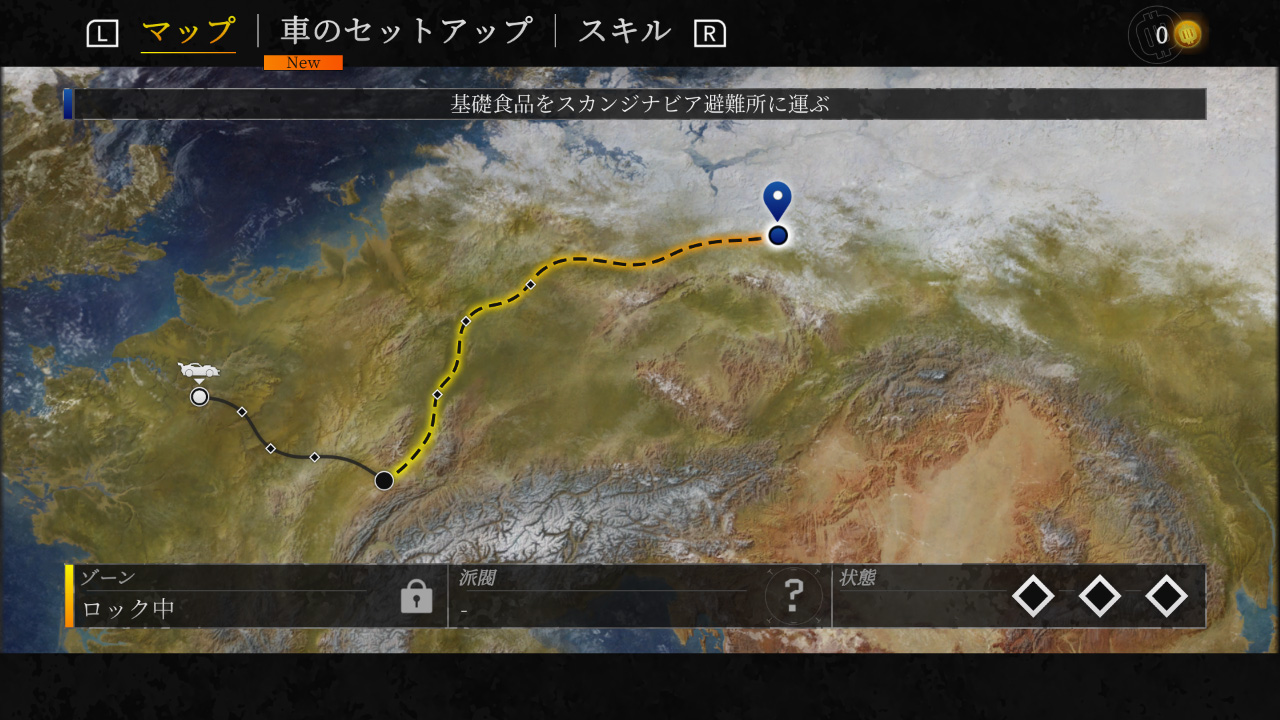 L マップ 車のセットアップ スキル R 0
New
基礎食品をスカンジナビア避難所に運ぶ
ゾーン 派閥 状態
ロック中 - ?